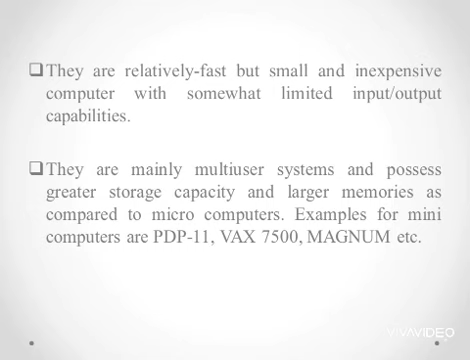 ❑They are relatively-fast but small and inexpensive
computer with somewhat limited input/output
capabilities.
❑They are mainly multiuser systems and possess
greater storage capacity and larger memories as
compared to micro computers. Examples for mini
computers are PDP-11, VAX 7500, MAGNUM etc.
VIVAVIDEO